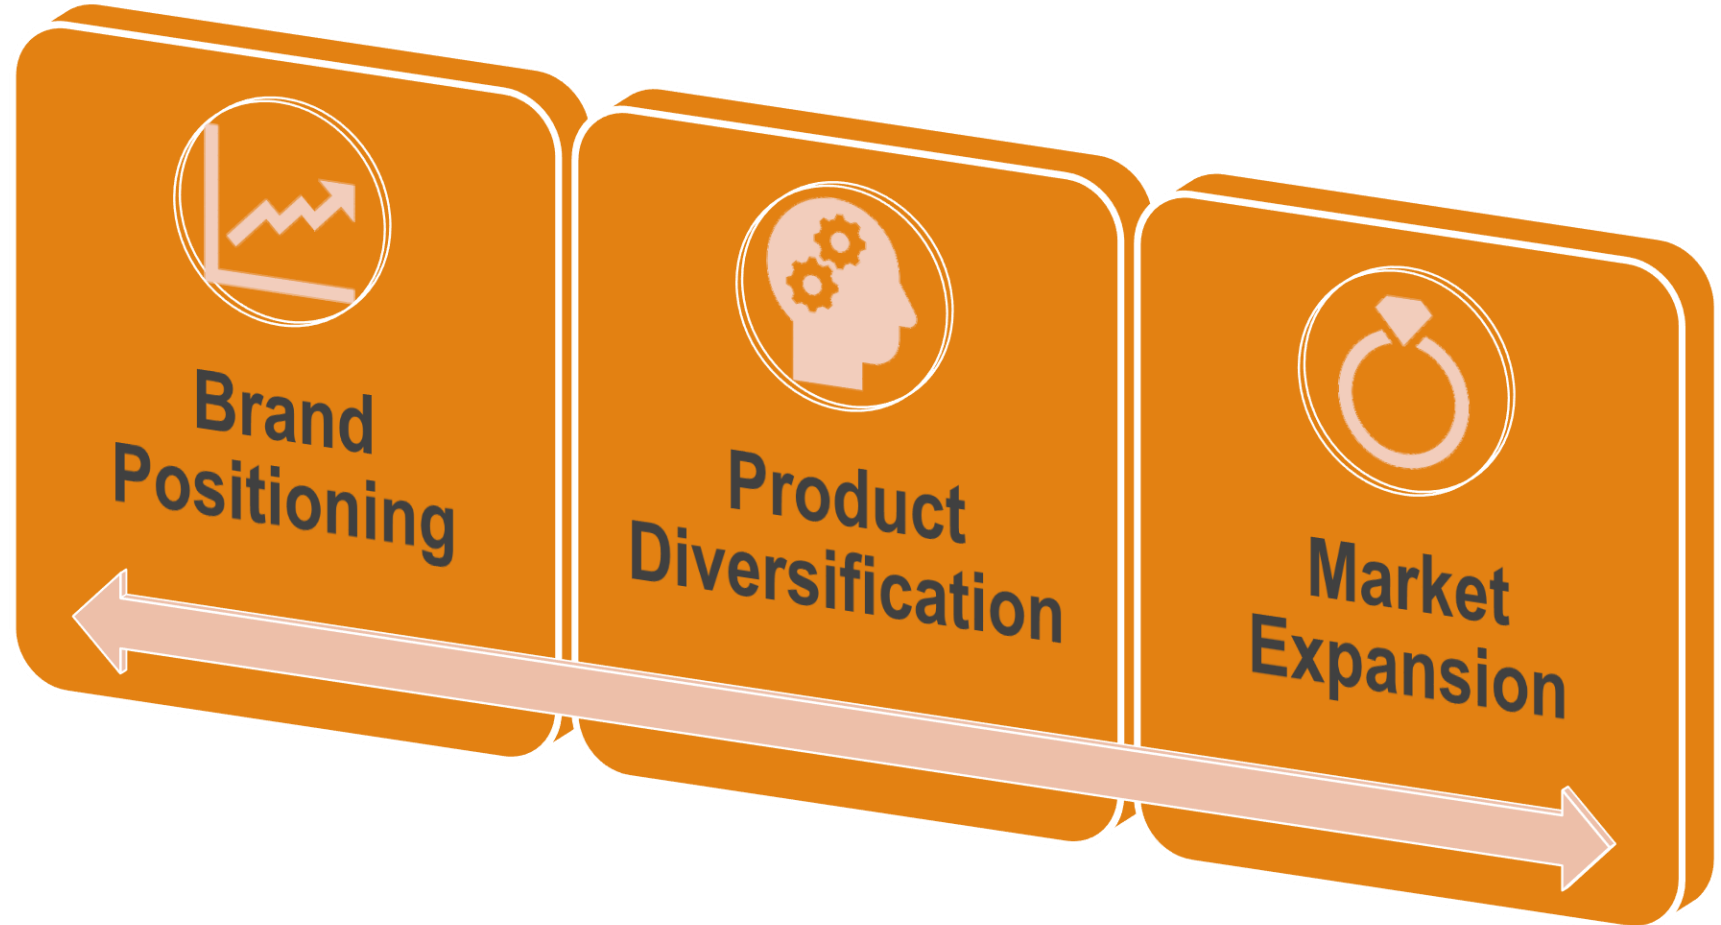 Brand
Positioning
Product
Diversification
Market
Expansion